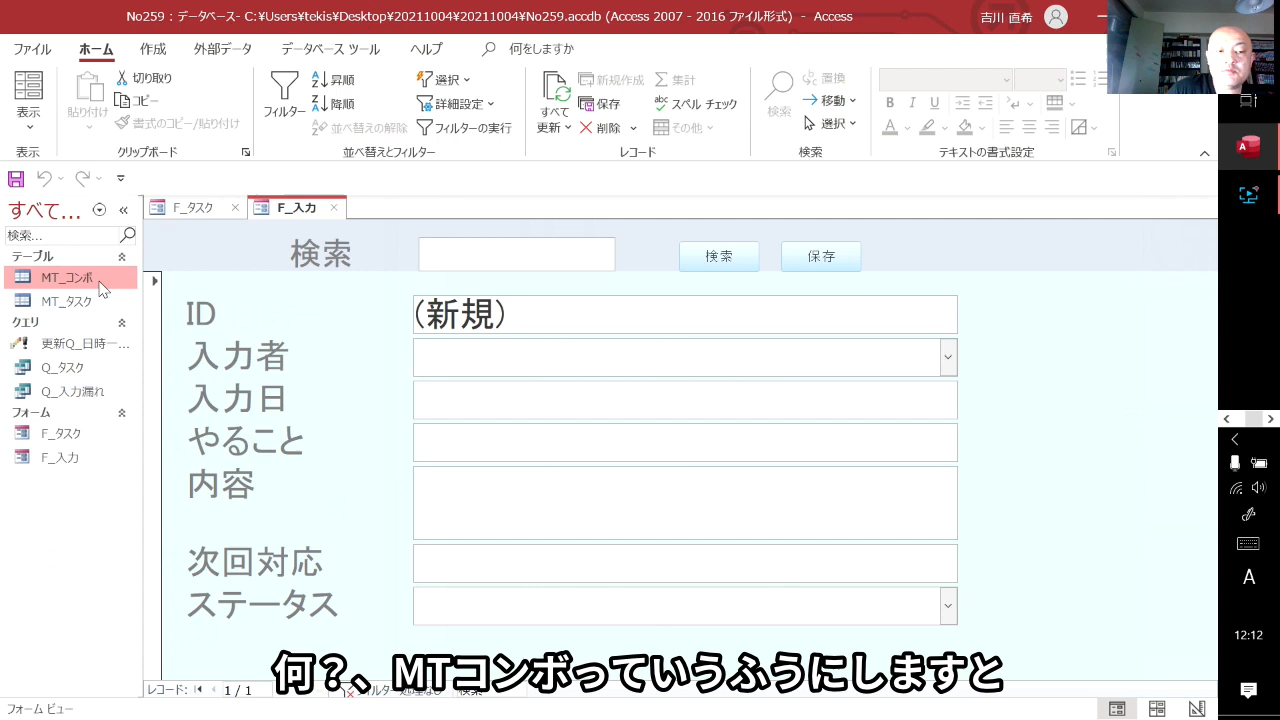 No259 : データベース- C:¥Users¥tekis¥Desktop¥20211004¥20211004¥No259.accdb (Access 2007 - 2016 ファイル形式) - Access
吉川 直希
ファイル ホーム 作成 外部データ データベース ツール ヘルプ 何をしますか
表示
表示
貼り付け
切り取り
コピー
書式のコピー/貼り付け
クリップボード
フィルター
昇順
降順
並べ替えの解除
選択
詳細設定
フィルターの実行
並べ替えとフィルター
すべて
更新
新規作成
保存
削除
集計
スペル チェック
その他
レコード
検索
置換
移動
選択
検索
B I U
A
テキストの書式設定
すべて...
検索...
テーブル
MT_コンボ
MT_タスク
クエリ
更新Q_日時一...
Q_タスク
Q_入力漏れ
フォーム
F_タスク
F_入力
F_タスク
F_入力
検索
検索
保存
ID
(新規)
入力者
入力日
やること
内容
次回対応
ステータス
何？、MTコンボっていうふうにしますと
レコード: 1 / 1
フォーム ビュー
A
A
12:12